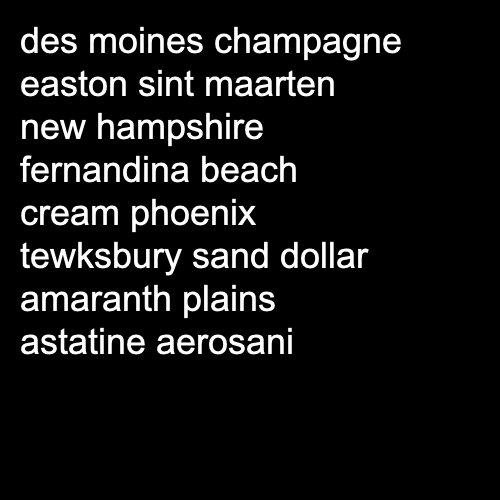 des moines champagne
easton sint maarten
new hampshire
fernandina beach
cream phoenix
tewksbury sand dollar
amaranth plains
astatine aerosani